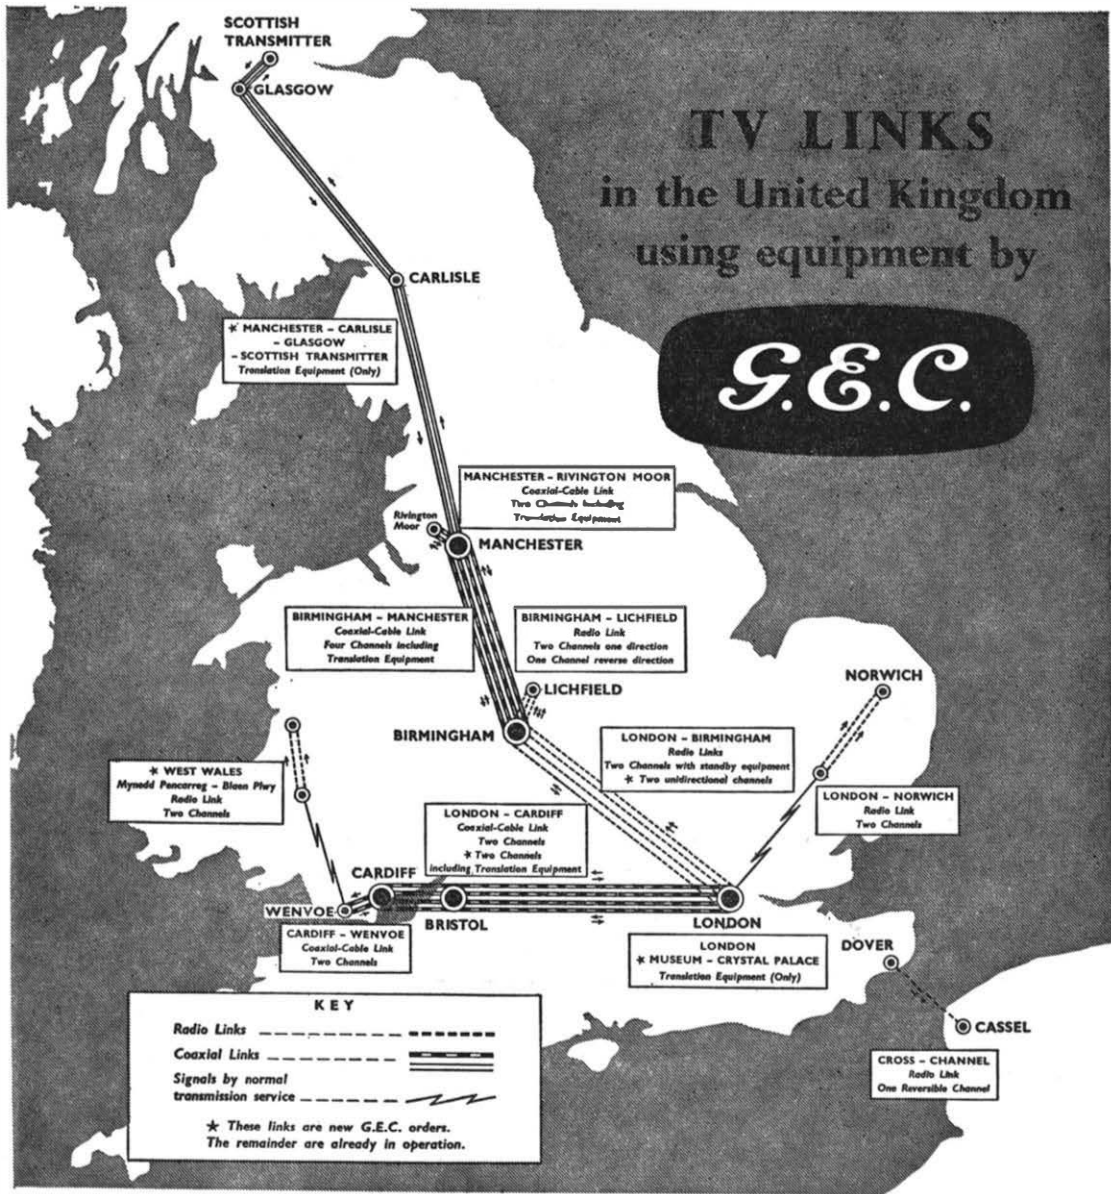 SCOTTISH
TRANSMITTER
GLASGOW
TV LINKS
in the United Kingdom
using equipment by
G.E.C.
CARLISLE
★ MANCHESTER – CARLISLE
– GLASGOW
– SCOTTISH TRANSMITTER
Translation Equipment (Only)
MANCHESTER – RIVINGTON MOOR
Coaxial-Cable Link
Two
Equipment
Rivington
Moor
MANCHESTER
BIRMINGHAM – MANCHESTER
Coaxial-Cable Link
Four Channels including
Translation Equipment
BIRMINGHAM – LICHFIELD
Radio Link
Two Channels one direction
One Channel reverse direction
LICHFIELD
NORWICH
BIRMINGHAM
LONDON – BIRMINGHAM
Radio Links
Two Channels with standby equipment
★ Two unidirectional channels
★ WEST WALES
Mynedd Pencarreg – Blaen Plwy
Radio Link
Two Channels
LONDON – NORWICH
Radio Link
Two Channels
LONDON – CARDIFF
Coaxial-Cable Link
Two Channels
★ Two Channels
including Translation Equipment
CARDIFF
WENVOE
BRISTOL
LONDON
CARDIFF – WENVOE
Coaxial-Cable Link
Two Channels
LONDON
★ MUSEUM – CRYSTAL PALACE
Translation Equipment (Only)
DOVER
CASSEL
CROSS – CHANNEL
Radio Link
One Reversible Channel
KEY
Radio Links
Coaxial Links
Signals by normal
transmission service
★ These links are new G.E.C. orders.
The remainder are already in operation.